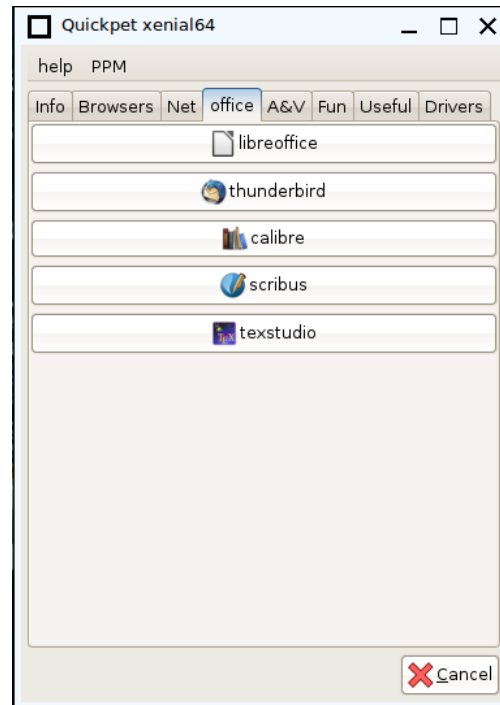 Quickpet xenial64
help PPM
Info Browsers Net office A&V Fun Useful Drivers
libreoffice
thunderbird
calibre
scribus
texstudio
Cancel